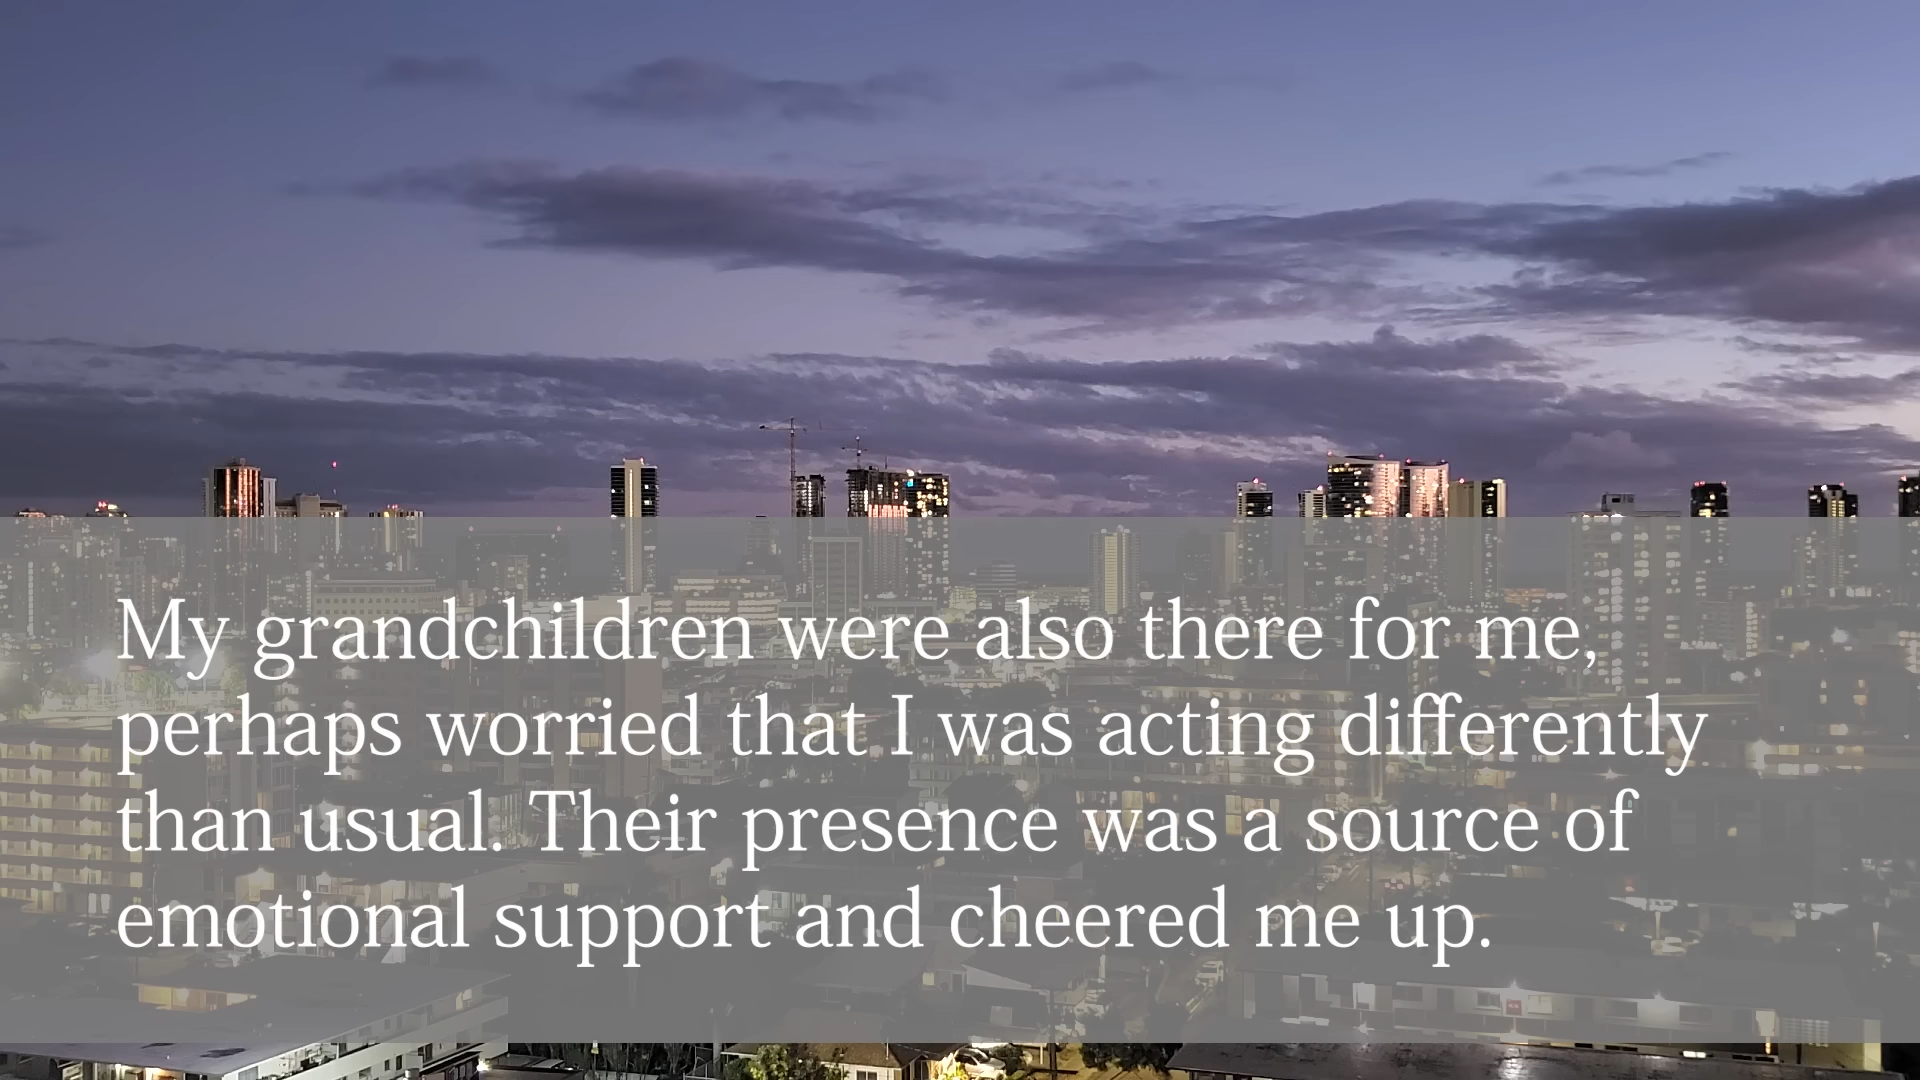 My grandchildren were also there for me,
perhaps worried that I was acting differently
than usual. Their presence was a source of
emotional support and cheered me up.